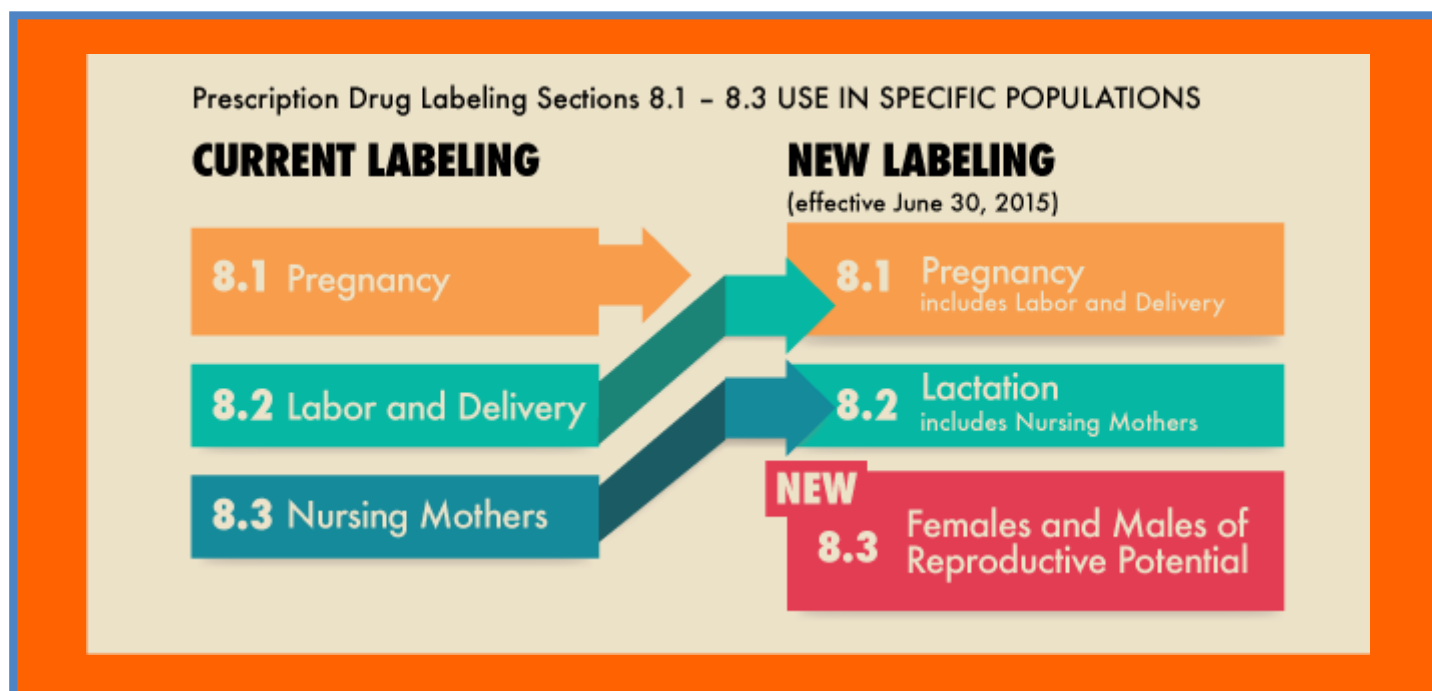 Prescription Drug Labeling Sections 8.1 – 8.3 USE IN SPECIFIC POPULATIONS
CURRENT LABELING
8.1 Pregnancy
8.2 Labor and Delivery
8.3 Nursing Mothers
NEW LABELING
(effective June 30, 2015)
8.1 Pregnancy
includes Labor and Delivery
8.2 Lactation
includes Nursing Mothers
NEW
8.3 Females and Males of
Reproductive Potential